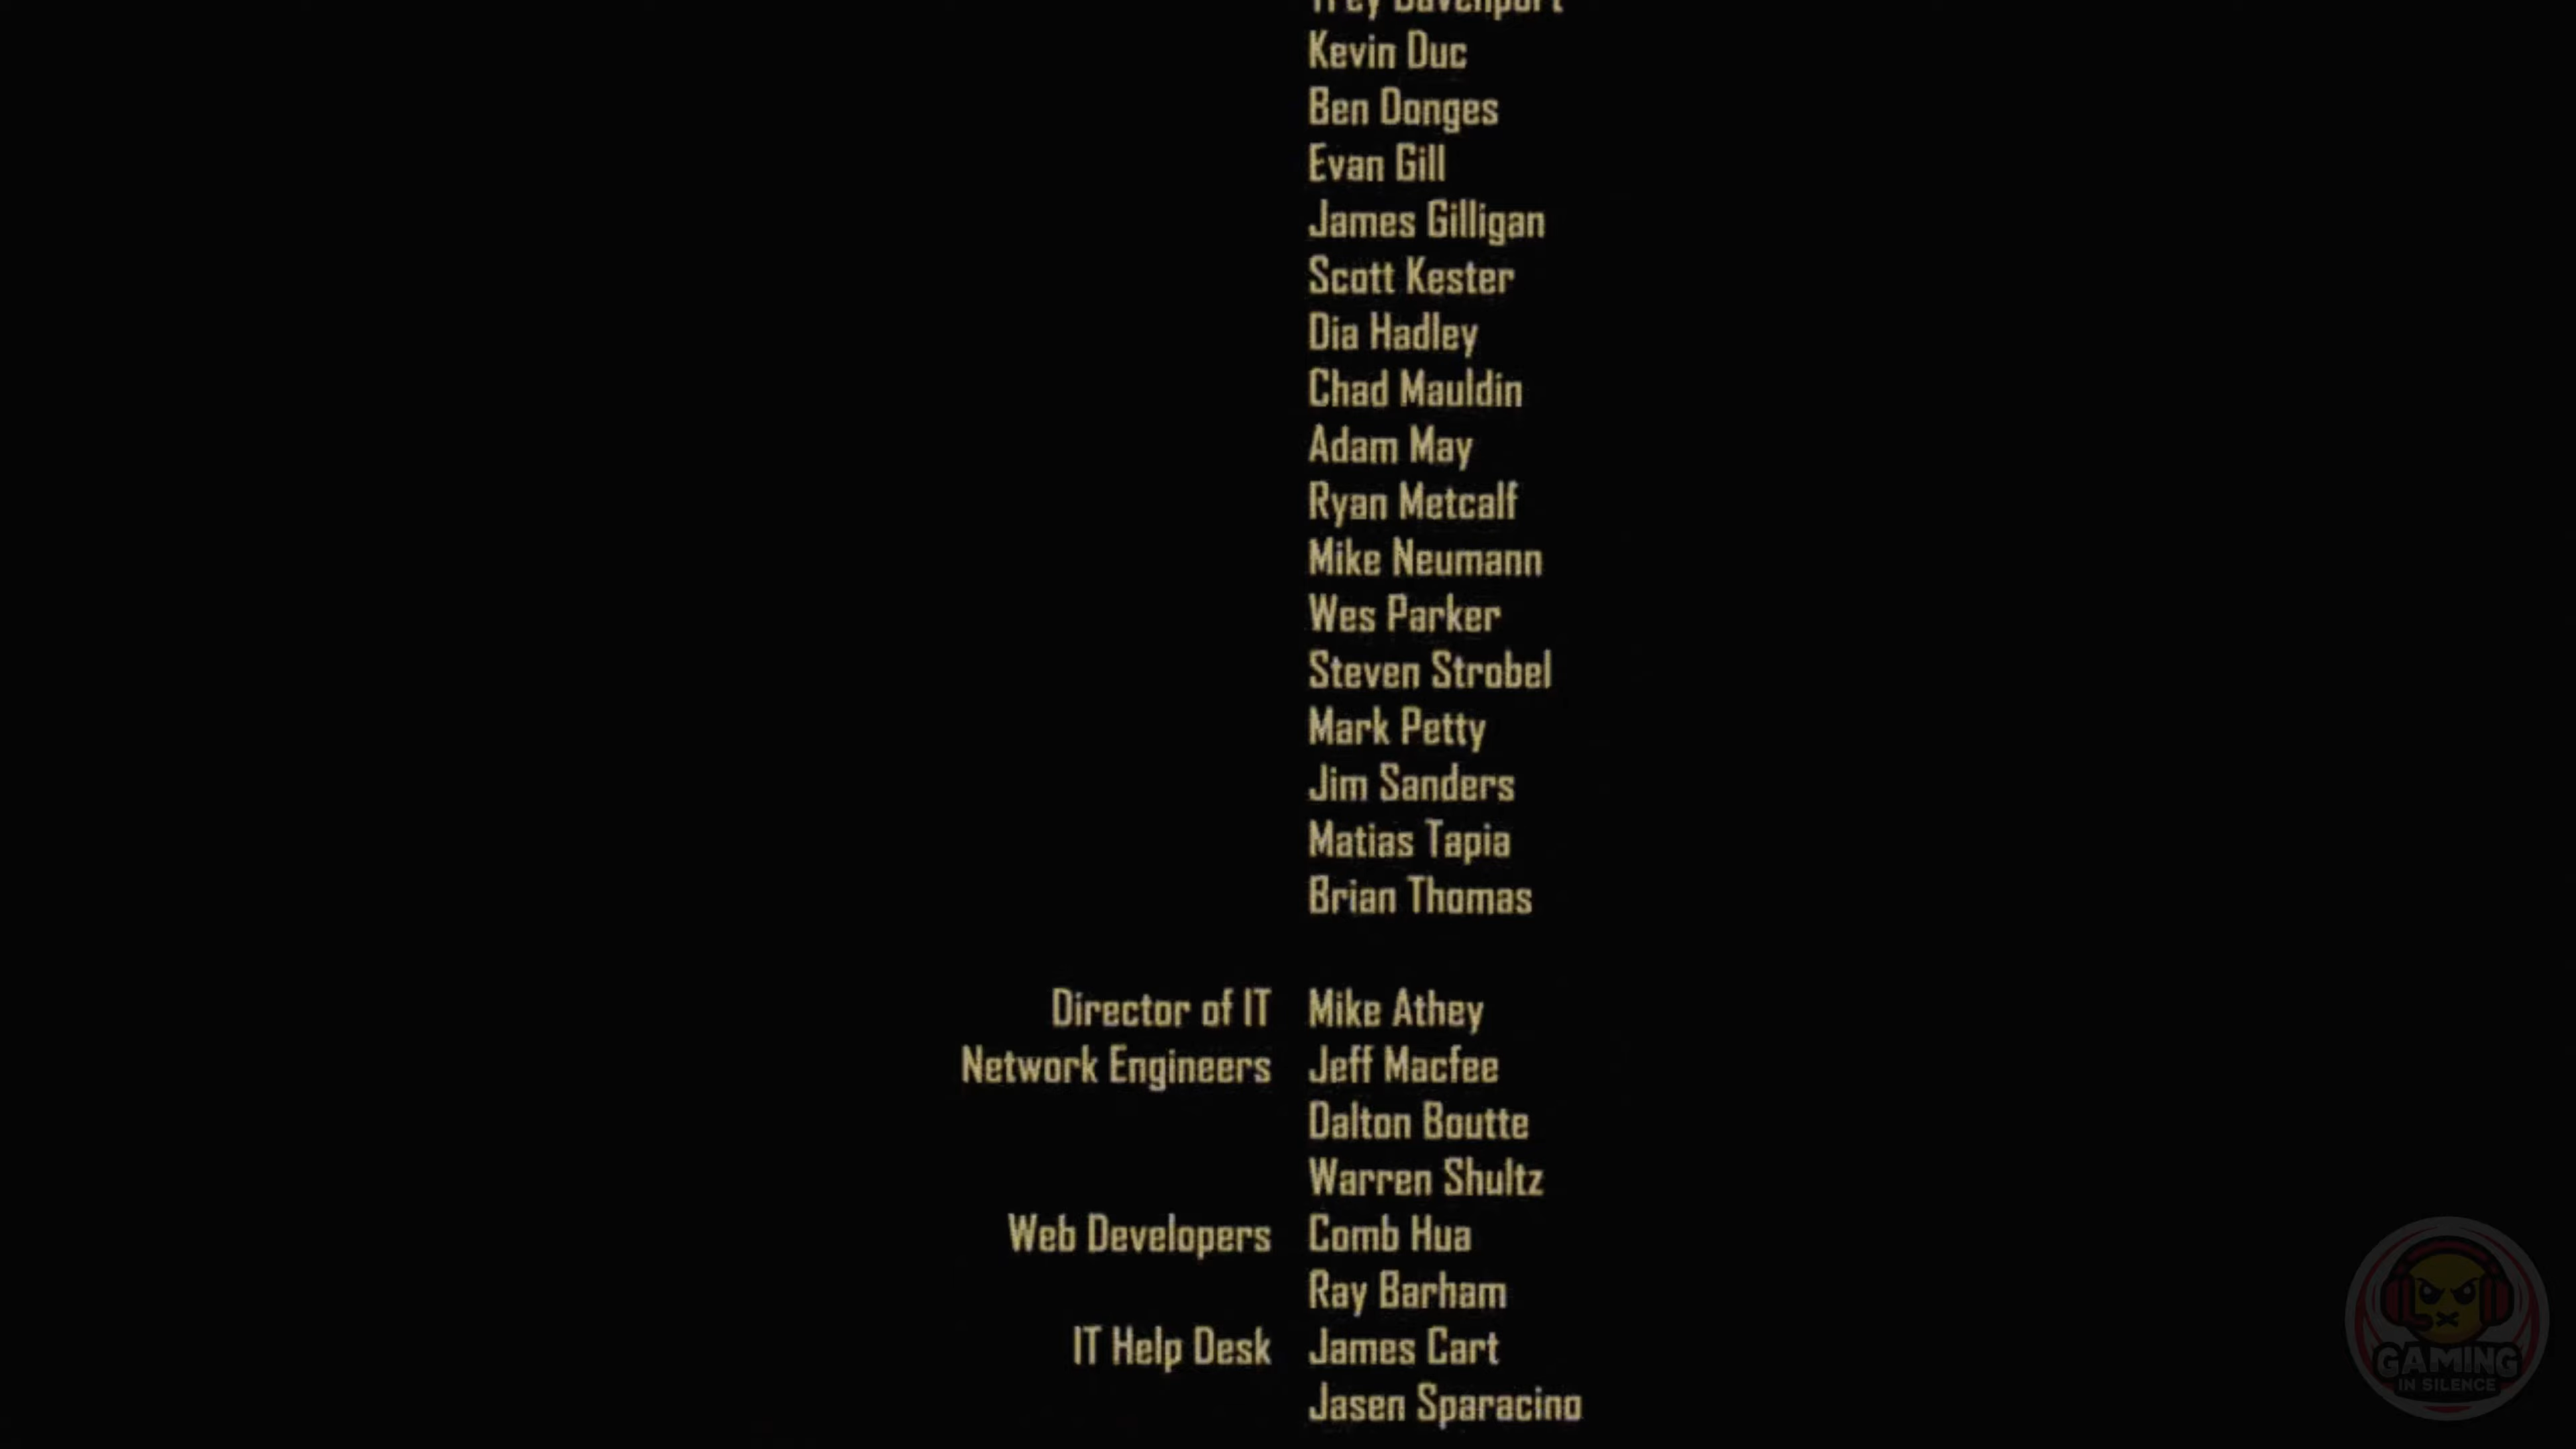 Trey Davenport
Kevin Duc
Ben Donges
Evan Gill
James Gilligan
Scott Kester
Dia Hadley
Chad Mauldin
Adam May
Ryan Metcalf
Mike Neumann
Wes Parker
Steven Strobel
Mark Petty
Jim Sanders
Matias Tapia
Brian Thomas
Director of IT Mike Athey
Network Engineers Jeff Macfee
Dalton Boutte
Warren Shultz
Web Developers Comb Hua
Ray Barham
IT Help Desk James Cart
Jasen Sparacino
GAMING
IN SILENCE